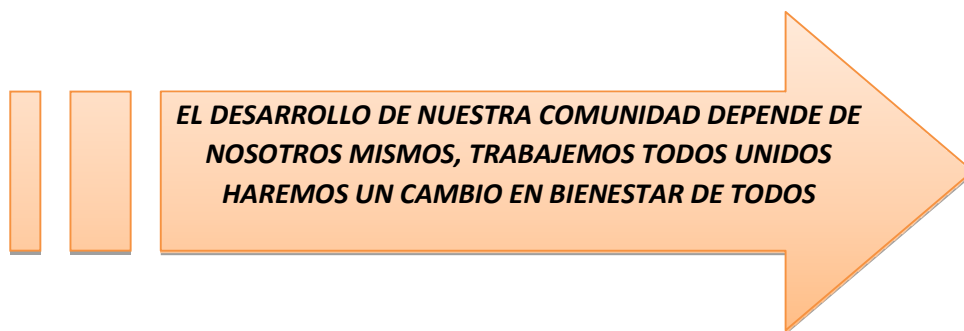 EL DESARROLLO DE NUESTRA COMUNIDAD DEPENDE DE
NOSOTROS MISMOS, TRABAJEMOS TODOS UNIDOS
HAREMOS UN CAMBIO EN BIENESTAR DE TODOS